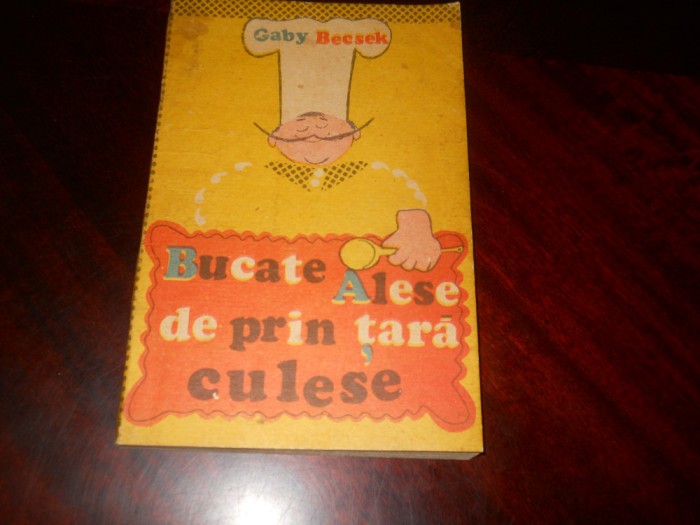 Gaby Becsek
Bucate Alese
de prin țară
culese